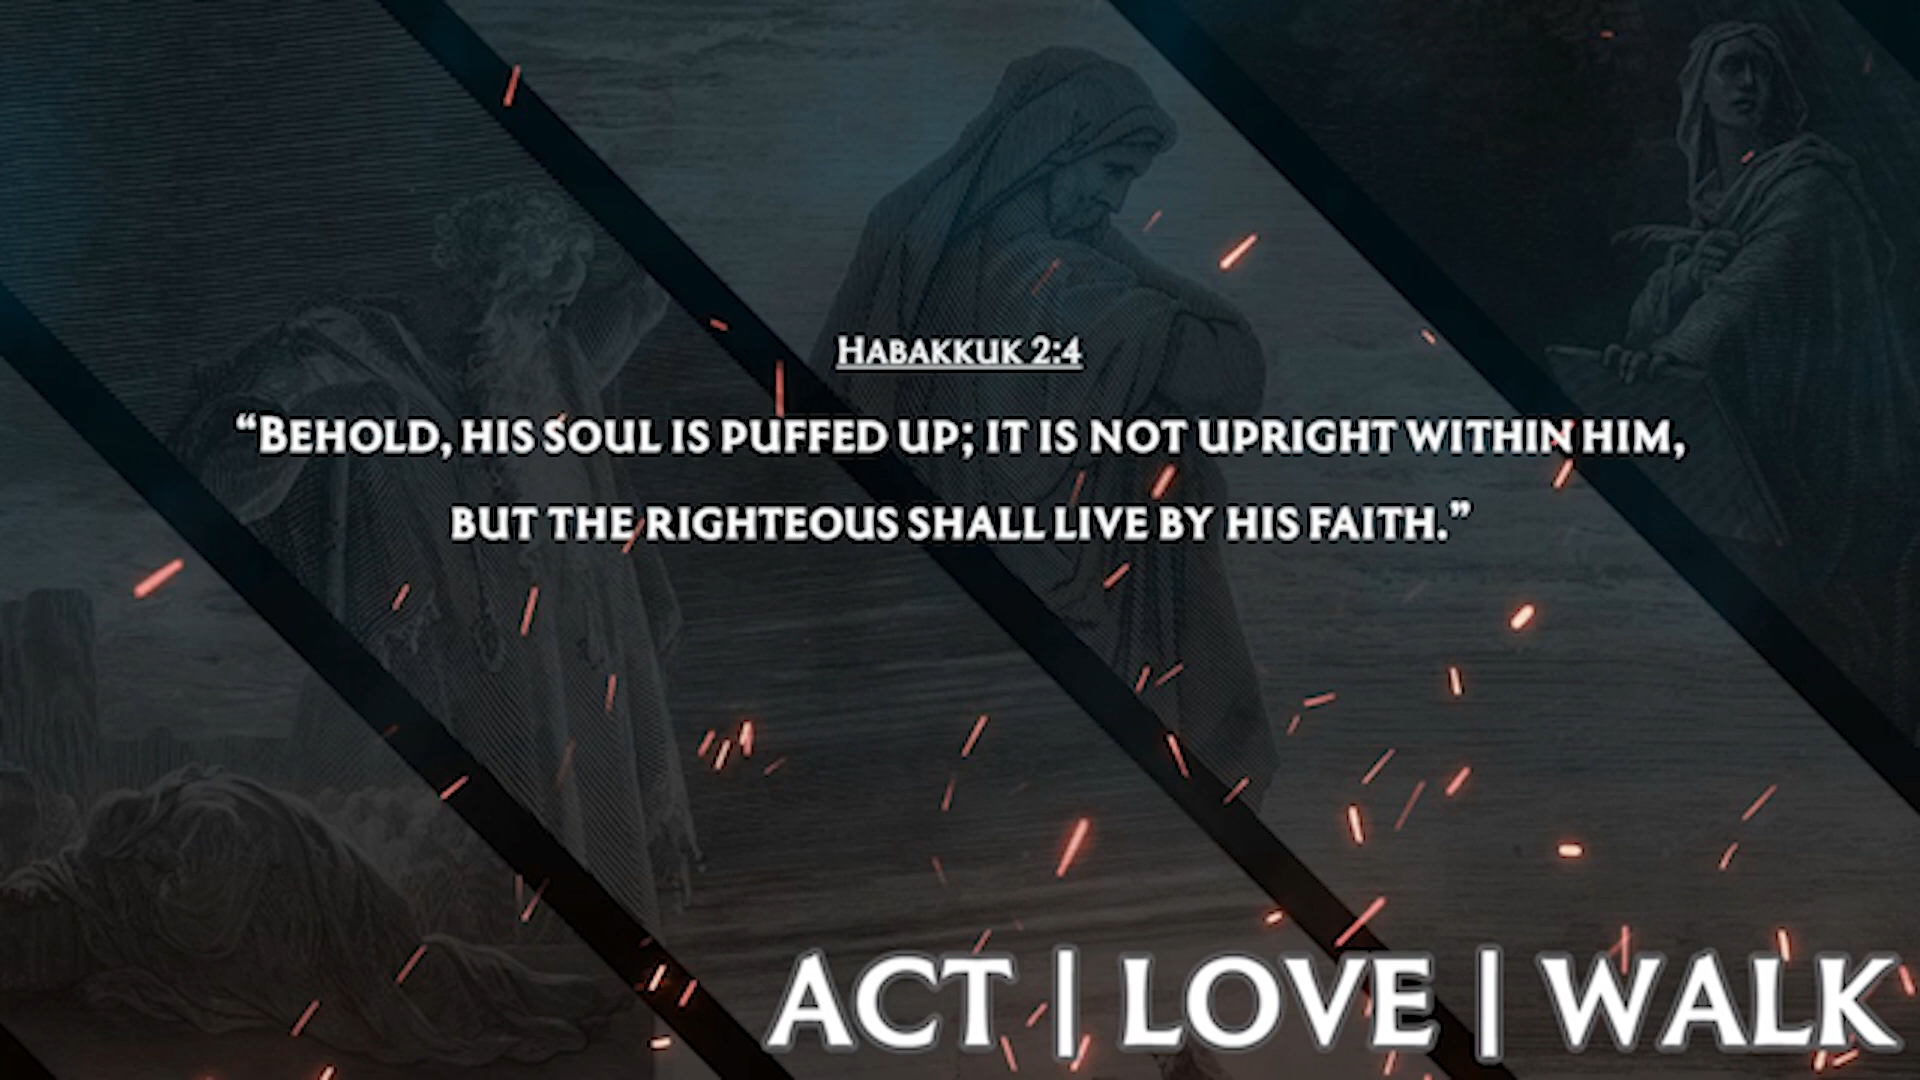 Habakkuk 2:4
“Behold, his soul is puffed up; it is not upright within him,
but the righteous shall live by his faith.”
ACT | LOVE | WALK